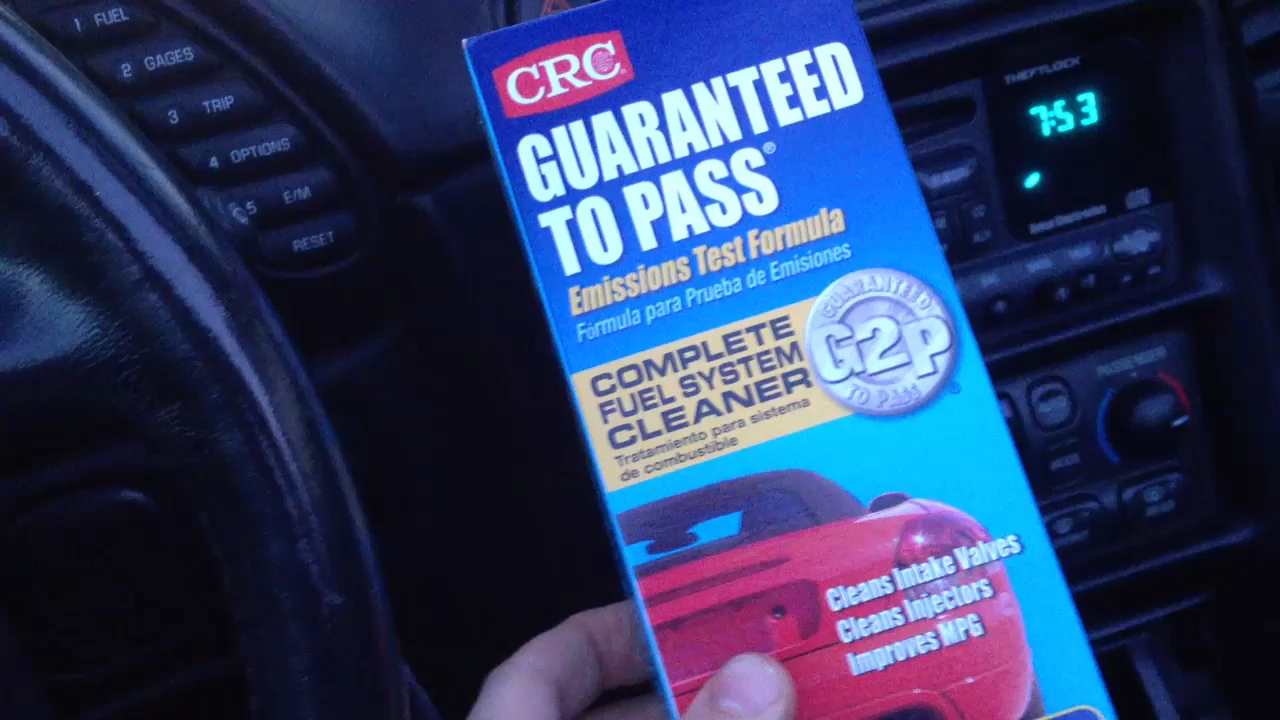 1 FUEL
2 GAGES
3 TRIP
4 OPTIONS
5 E/M
RESET
CRC
GUARANTEED
TO PASS®
Emissions Test Formula
Fórmula para Prueba de Emisiones
COMPLETE
FUEL SYSTEM
CLEANER
Tratamiento para sistema
de combustible
GUARANTEED
G2P
TO PASS
®
Cleans Intake Valves
Cleans Injectors
Improves MPG
THEFTLOCK
7:53
PASSENGER
MODE